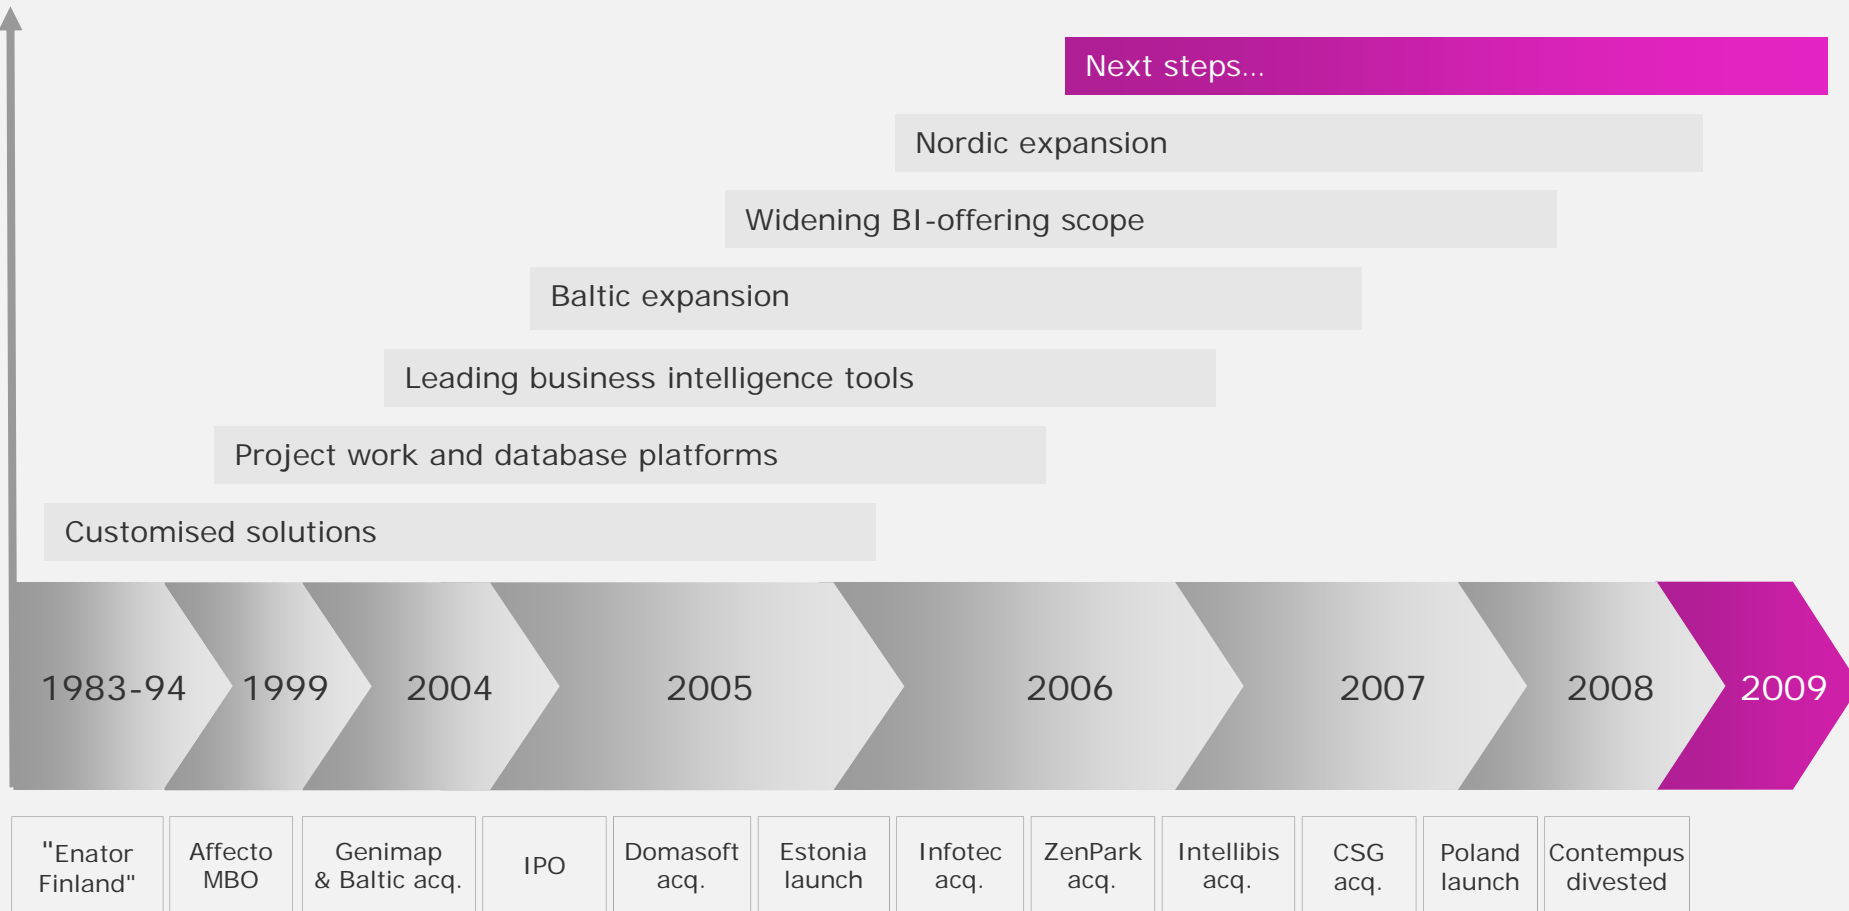 Next steps...
Nordic expansion
Widening BI-offering scope
Baltic expansion
Leading business intelligence tools
Project work and database platforms
Customised solutions
1983-94
1999
2004
2005
2006
2007
2008
2009
"Enator
Finland"
Affecto
MBO
Genimap
& Baltic acq.
IPO
Domasoft
acq.
Estonia
launch
Infotec
acq.
ZenPark
acq.
Intellibis
acq.
CSG
acq.
Poland
launch
Contempus
divested